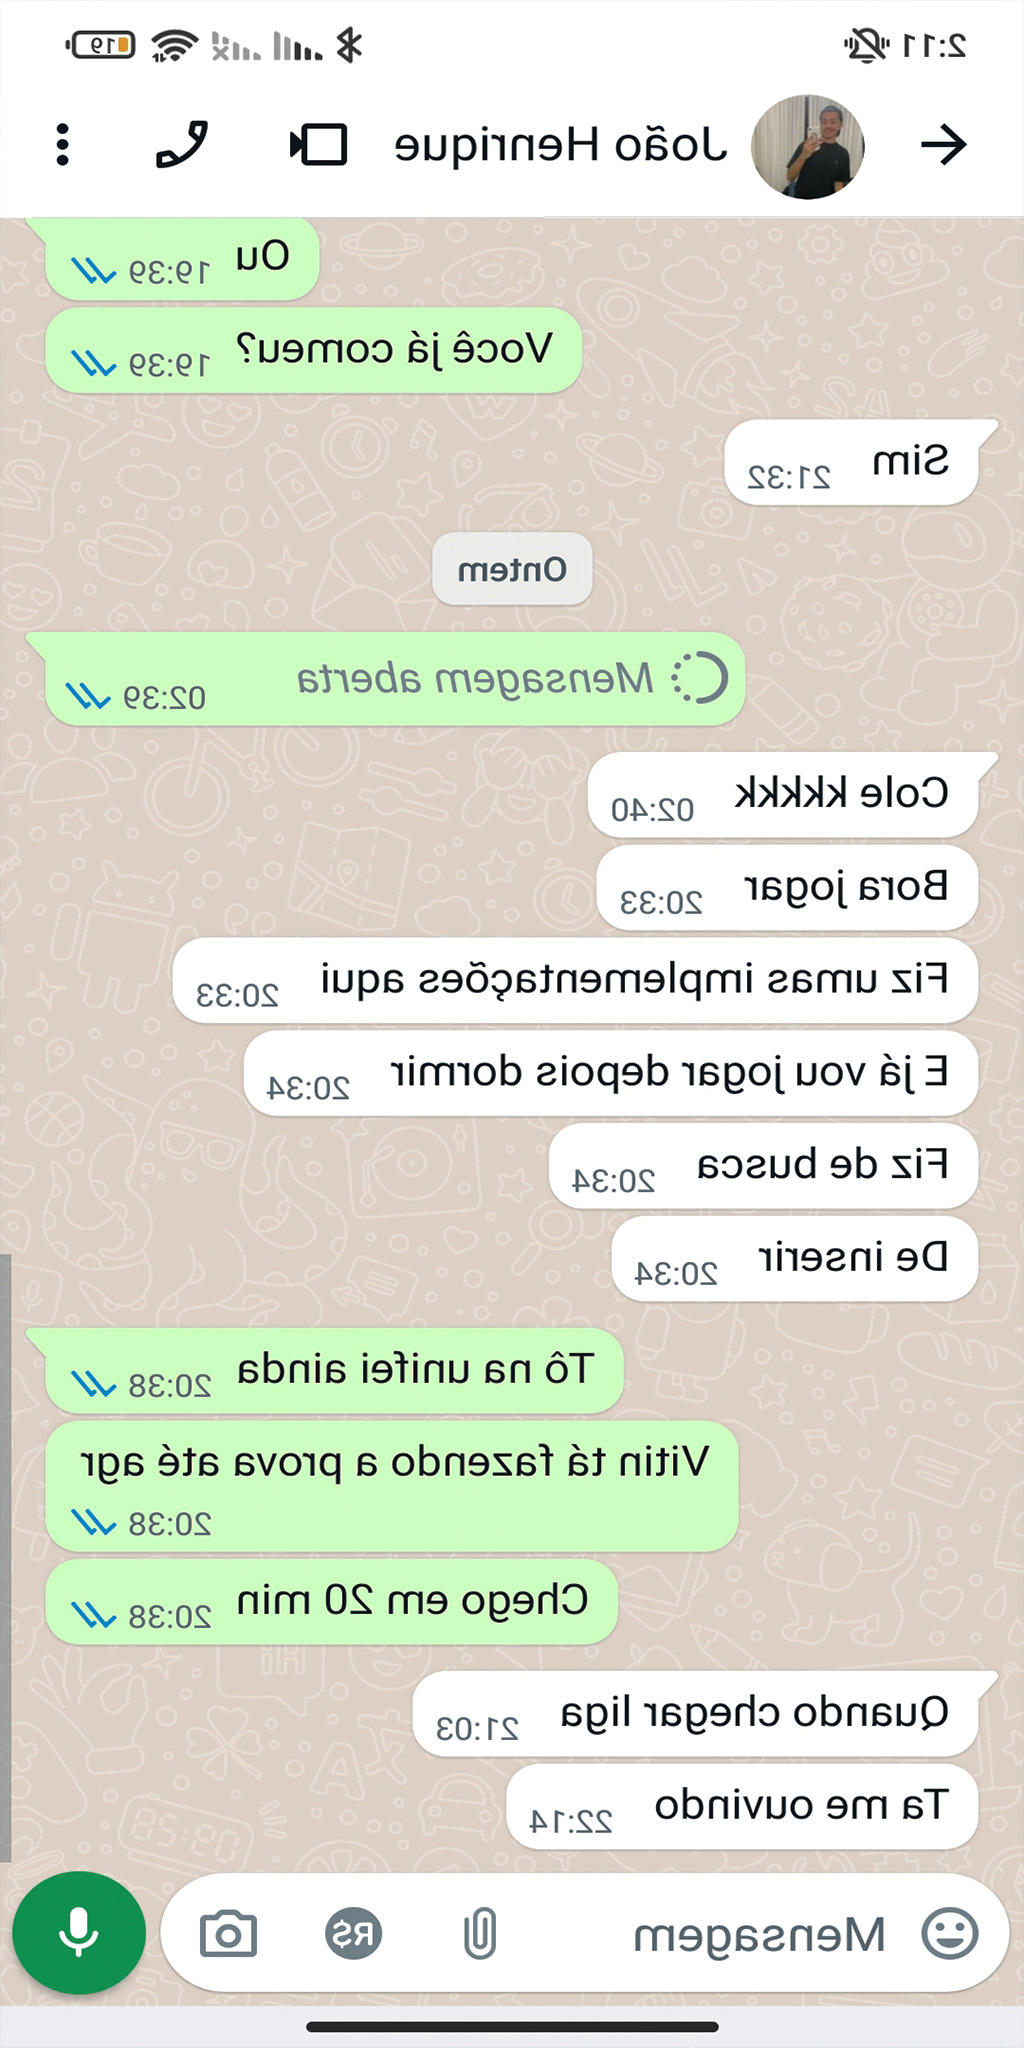 2:11 19
João Henrique
Ou 19:39
Você já comeu? 19:39
Sim 21:32
Ontem
Mensagem aberta 02:39
Cole kkkkk 02:40
Bora jogar 20:33
Fiz umas implementações aqui 20:33
E já vou jogar depois dormir 20:34
Fiz de busca 20:34
De inserir 20:34
Tô na unifei ainda 20:38
Vitin tá fazendo a prova até agr
20:38
Chego em 20 min 20:38
Quando chegar liga 21:03
Ta me ouvindo 22:14
Mensagem R$